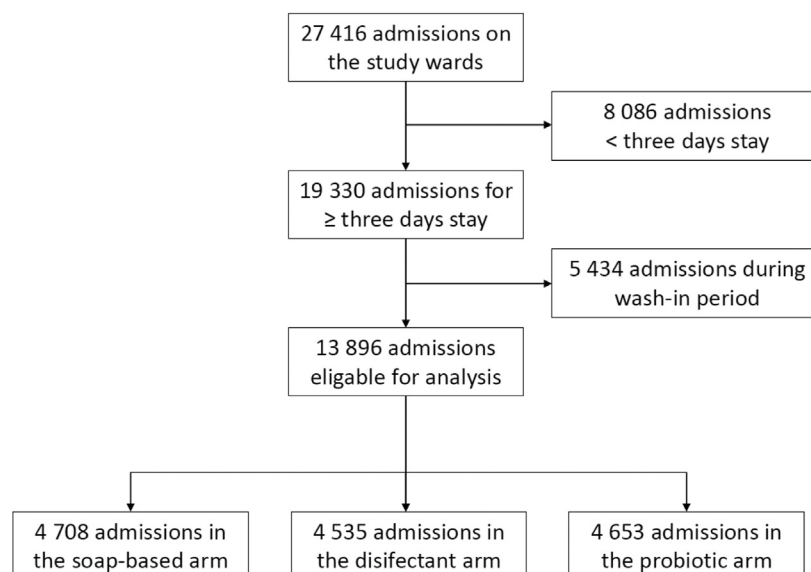 27 416 admissions on
the study wards
8 086 admissions
< three days stay
19 330 admissions for
≥ three days stay
5 434 admissions during
wash-in period
13 896 admissions
eligable for analysis
4 708 admissions in
the soap-based arm
4 535 admissions in
the disifectant arm
4 653 admissions in
the probiotic arm